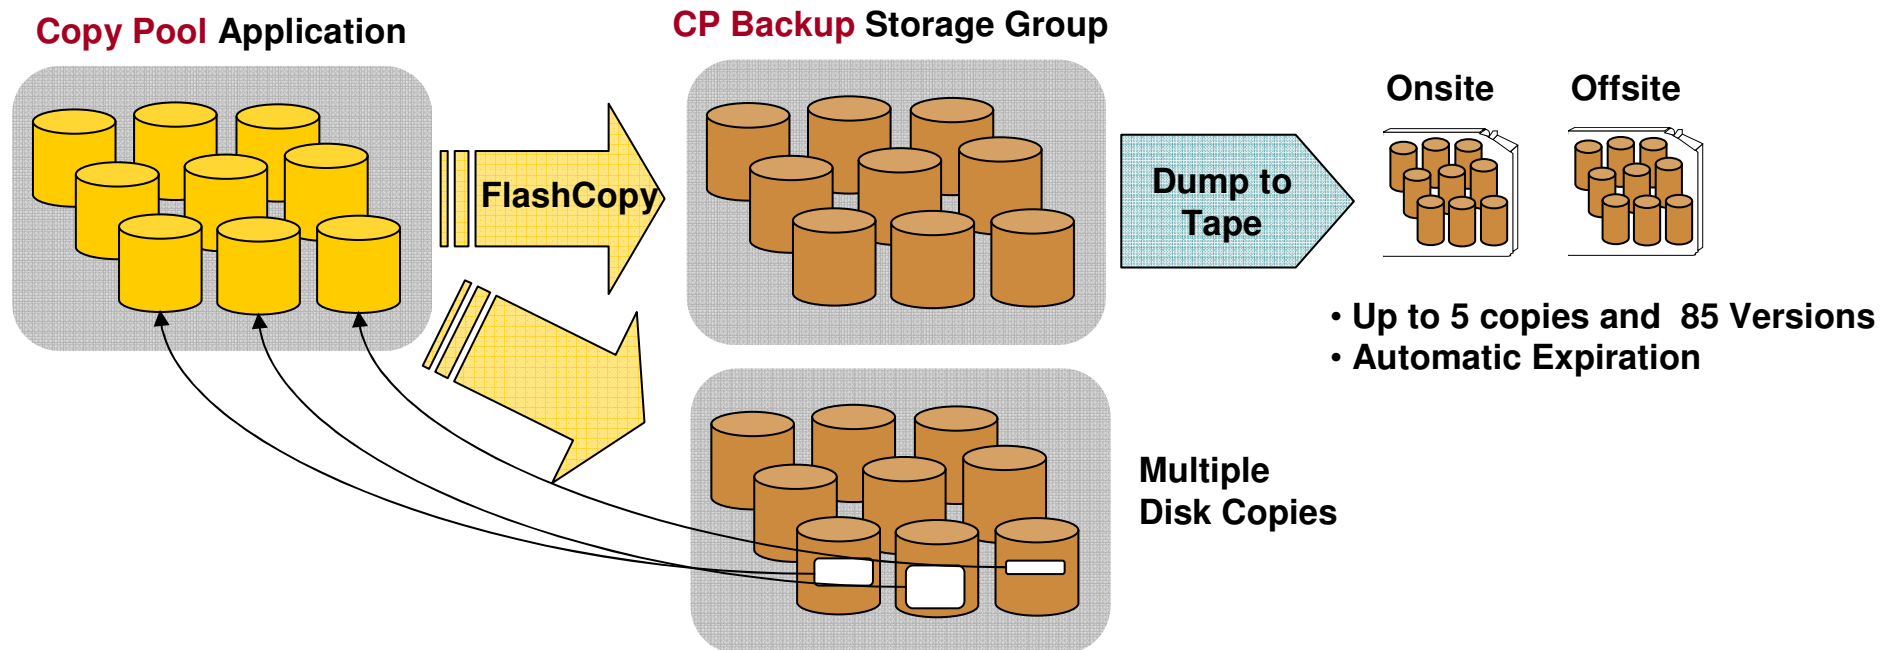 Copy Pool Application
CP Backup Storage Group
Onsite
Offsite
FlashCopy
Dump to
Tape
• Up to 5 copies and  85 Versions
• Automatic Expiration
Multiple
Disk Copies